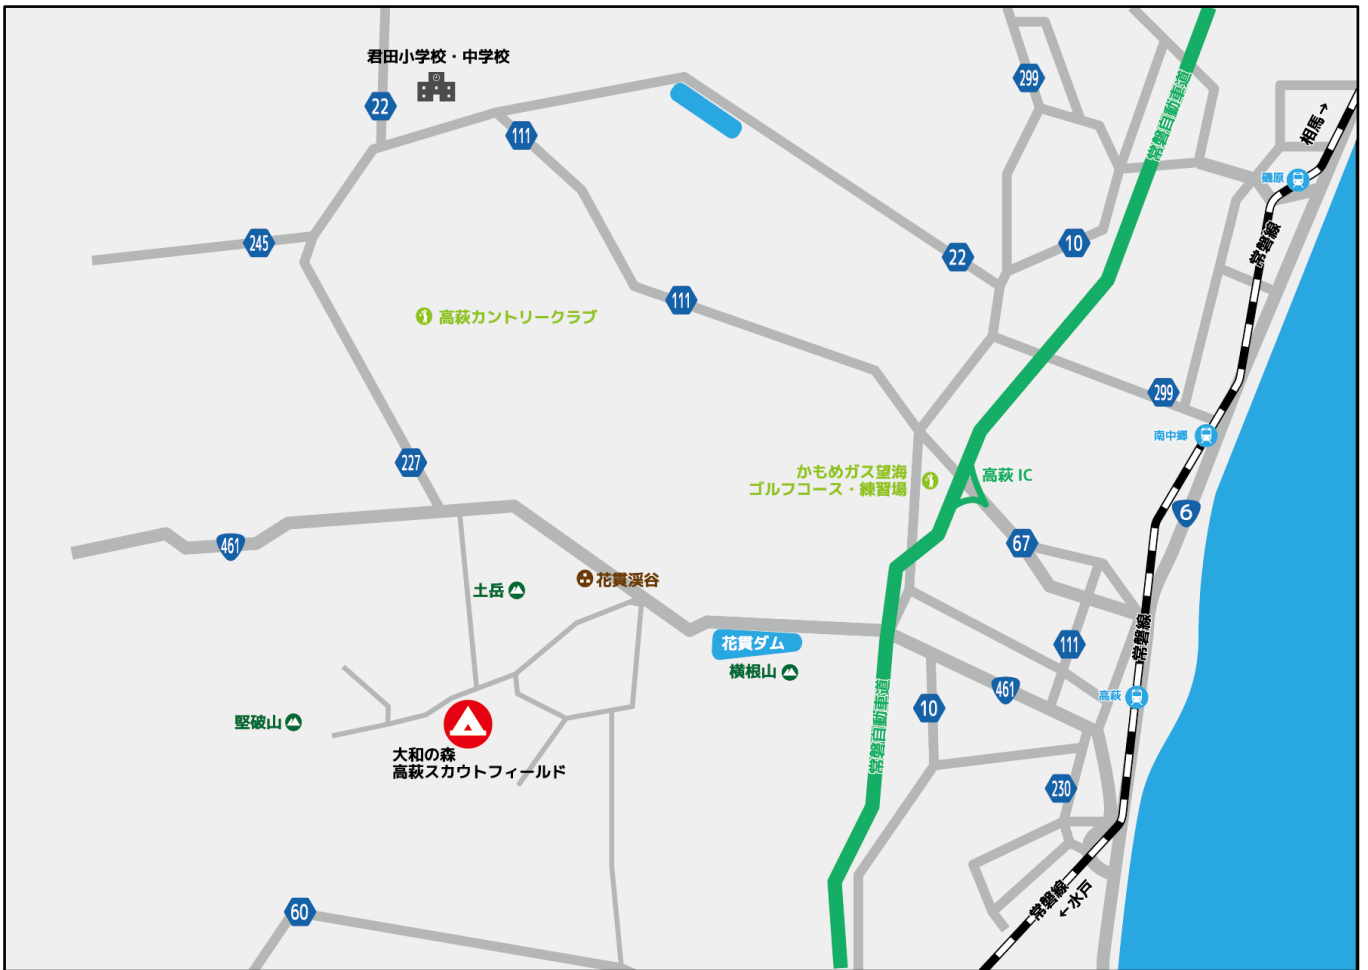 君田小学校・中学校
22
111
299
常磐自動車道
相馬→
磯原
245
22
10
常磐線
111
高萩カントリークラブ
299
南中郷
227
かもめガス望海
ゴルフコース・練習場
高萩 IC
6
461
67
花貫渓谷
土岳
花貫ダム
横根山
常磐線
111
461
高萩
10
常磐自動車道
堅破山
大和の森
高萩スカウトフィールド
230
常磐線
←水戸
60